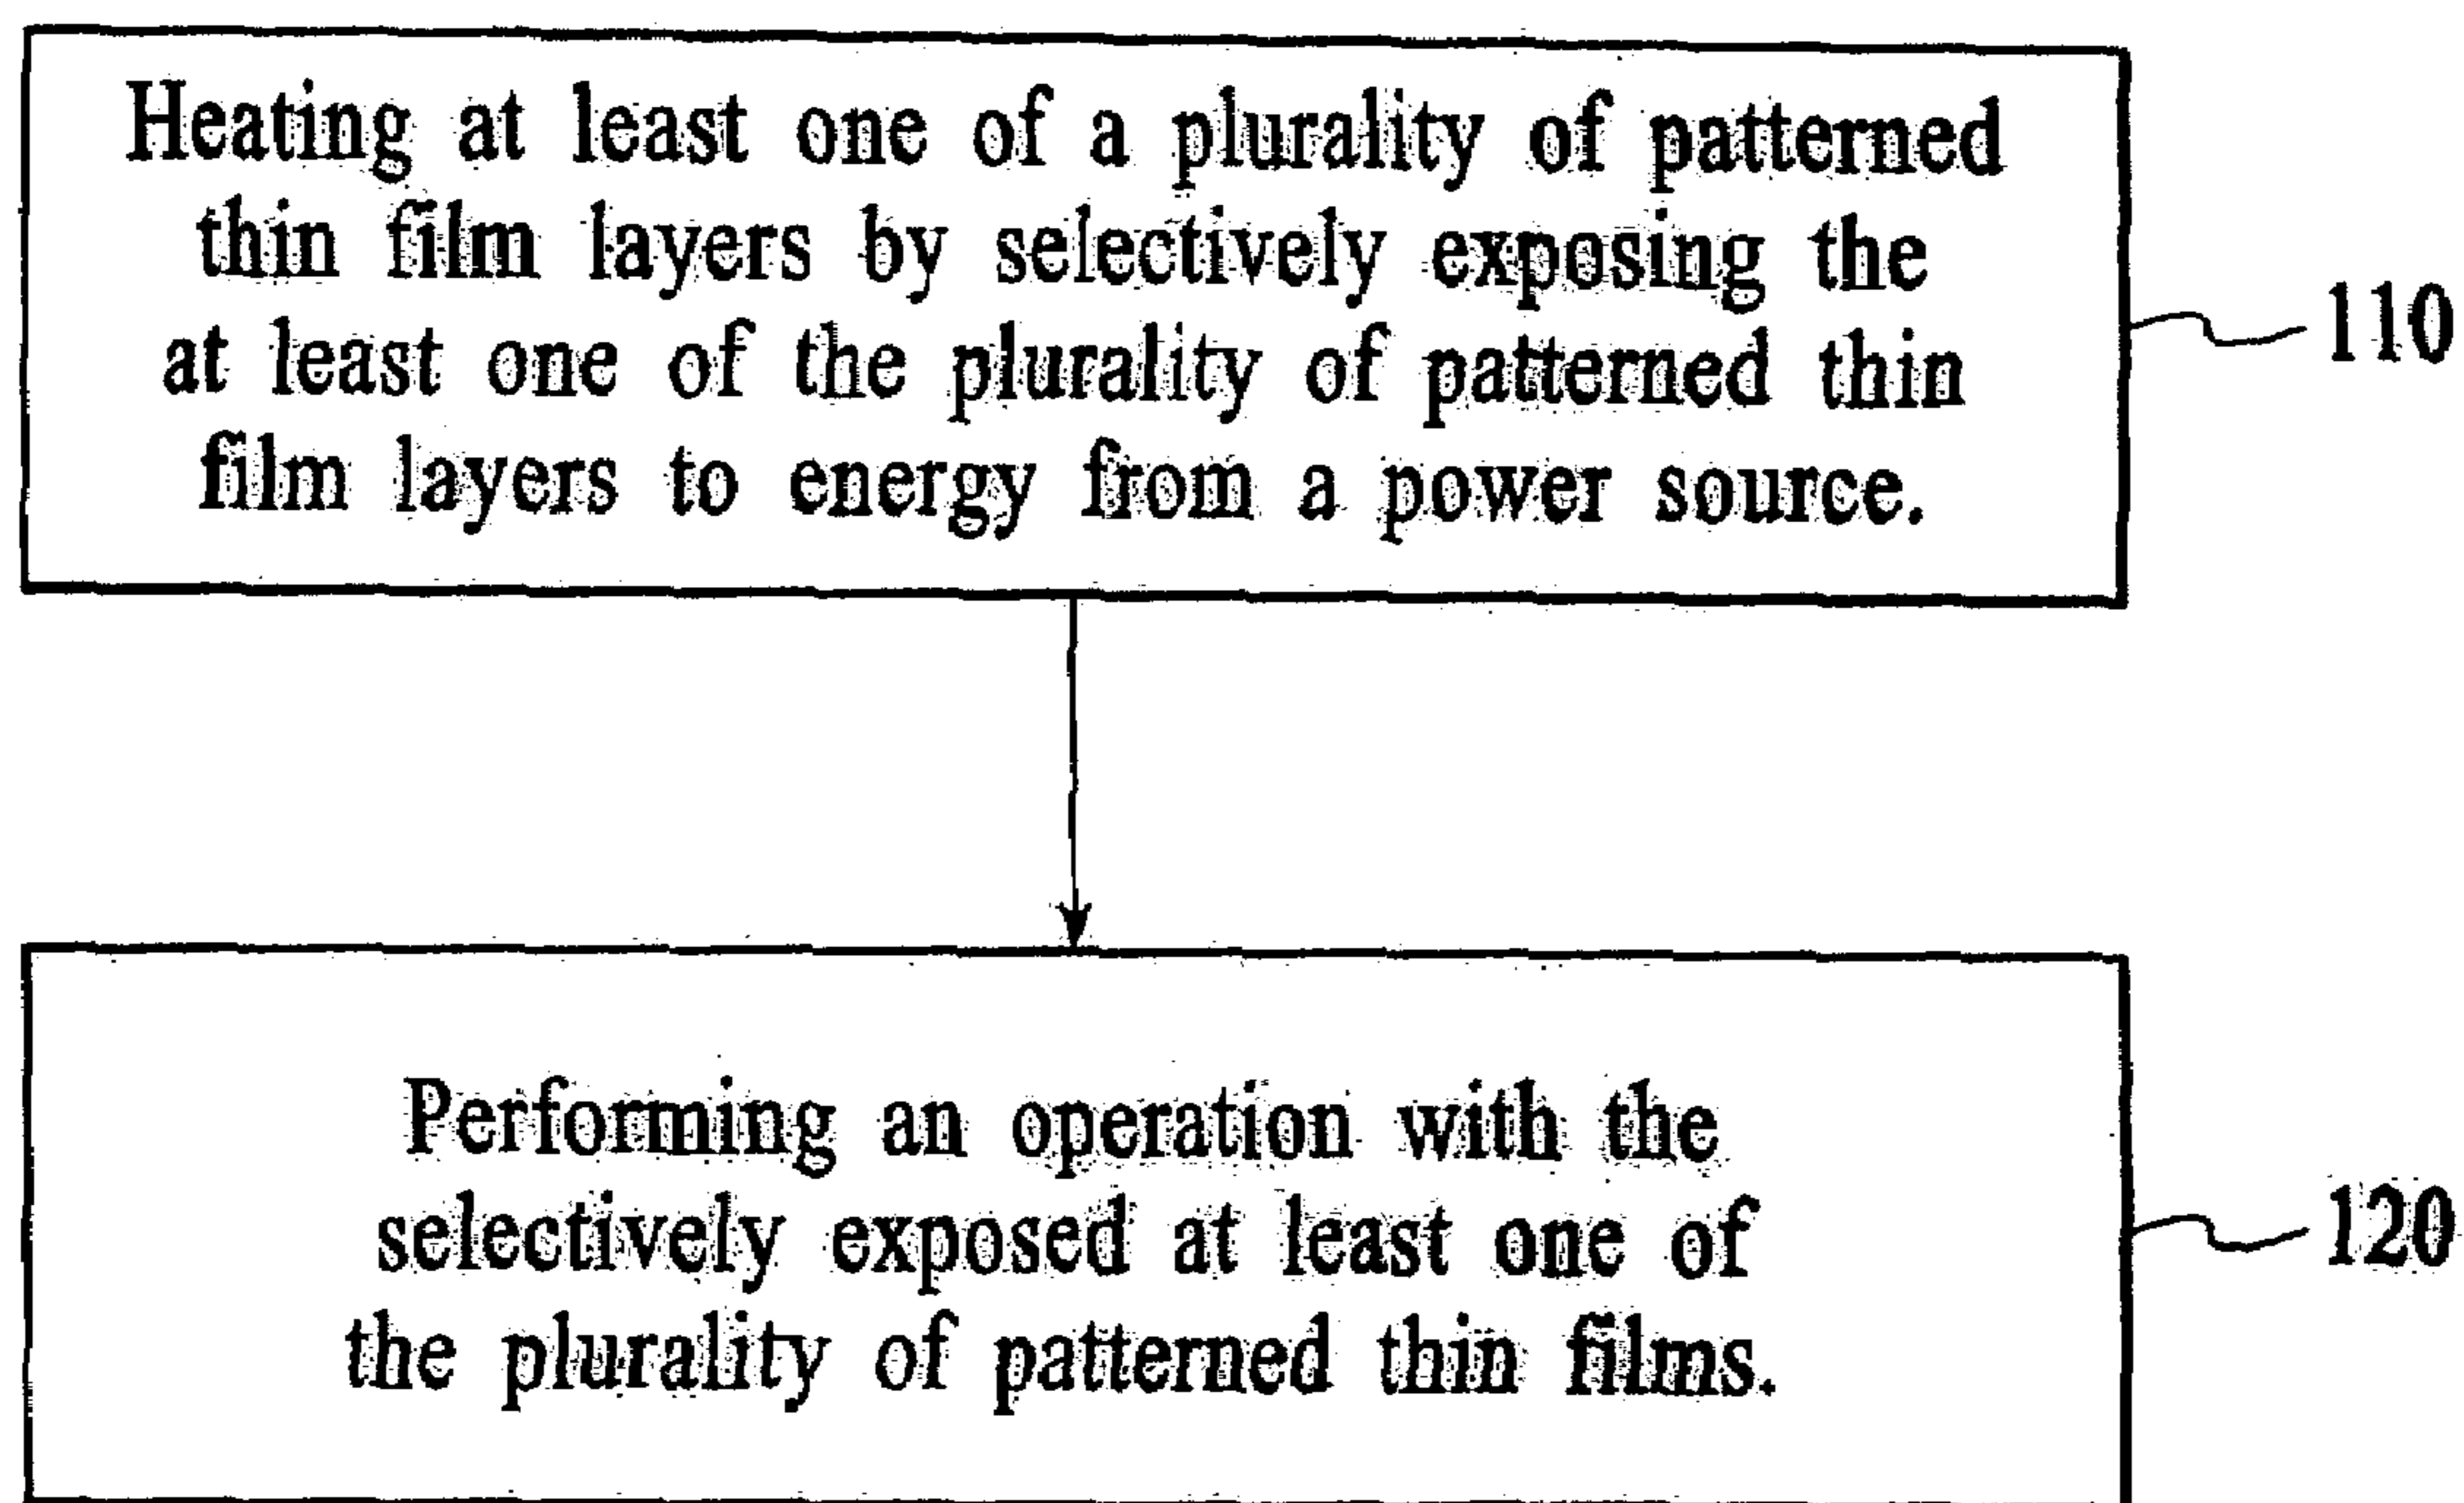 Heating at least one of a plurality of patterned
thin film layers by selectively exposing the
at least one of the plurality of patterned thin
film layers to energy from a power source.
110
Performing an operation with the
selectively exposed at least one of
the plurality of patterned thin films.
120